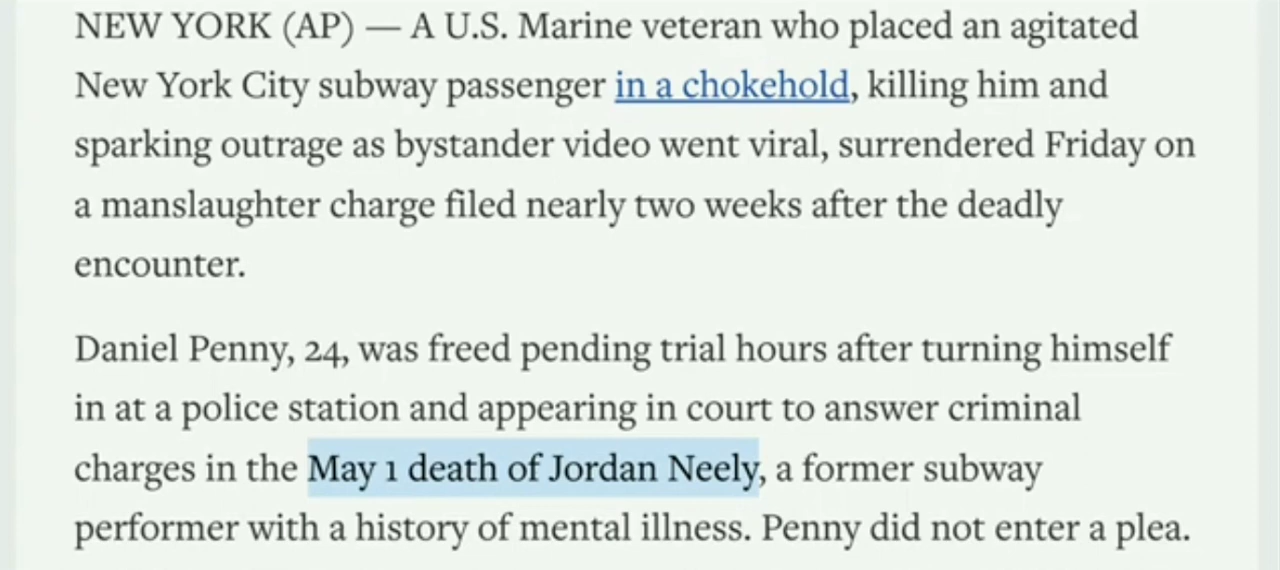 NEW YORK (AP) — A U.S. Marine veteran who placed an agitated
New York City subway passenger in a chokehold, killing him and
sparking outrage as bystander video went viral, surrendered Friday on
a manslaughter charge filed nearly two weeks after the deadly
encounter.
Daniel Penny, 24, was freed pending trial hours after turning himself
in at a police station and appearing in court to answer criminal
charges in the May 1 death of Jordan Neely, a former subway
performer with a history of mental illness. Penny did not enter a plea.